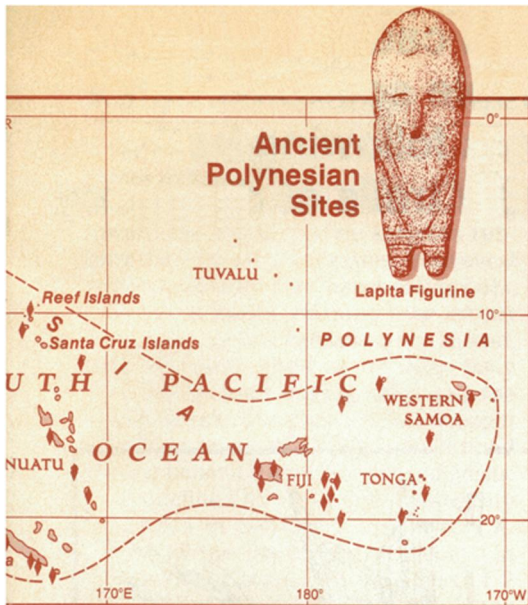 0°
Ancient
Polynesian
Sites
TUVALU
Lapita Figurine
Reef Islands
10°
S
Santa Cruz Islands
POLYNESIA
I
UTH PACIFIC
A
WESTERN
SAMOA
OCEAN
NUATU
FIJI
TONGA
20°
a
170°E
180°
170°W